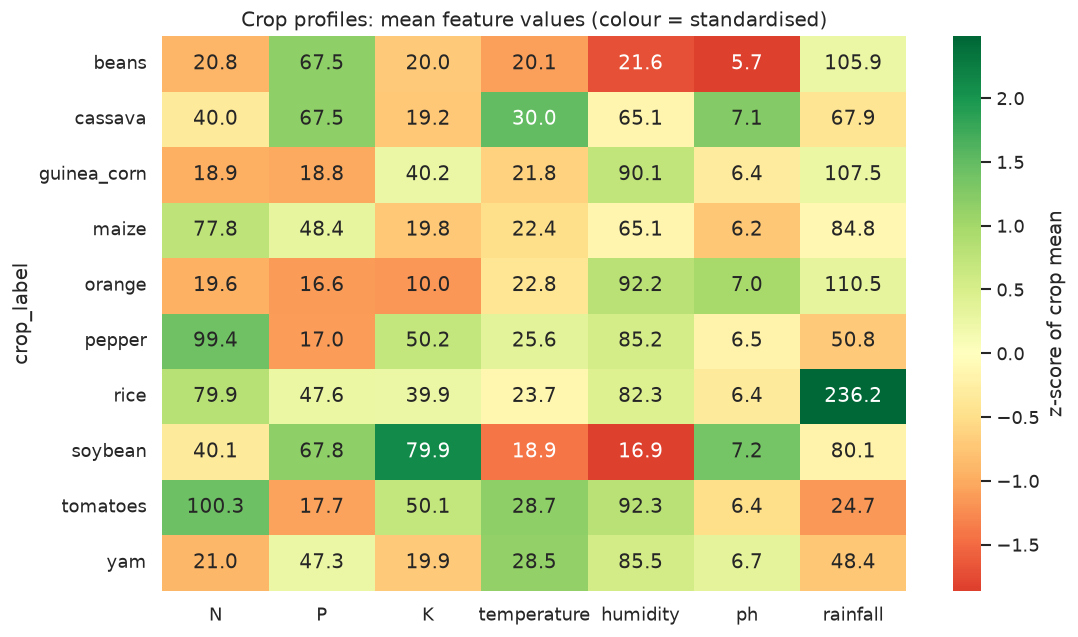 Crop profiles: mean feature values (colour = standardised)
crop_label
beans 20.8 67.5 20.0 20.1 21.6 5.7 105.9
cassava 40.0 67.5 19.2 30.0 65.1 7.1 67.9
guinea_corn 18.9 18.8 40.2 21.8 90.1 6.4 107.5
maize 77.8 48.4 19.8 22.4 65.1 6.2 84.8
orange 19.6 16.6 10.0 22.8 92.2 7.0 110.5
pepper 99.4 17.0 50.2 25.6 85.2 6.5 50.8
rice 79.9 47.6 39.9 23.7 82.3 6.4 236.2
soybean 40.1 67.8 79.9 18.9 16.9 7.2 80.1
tomatoes 100.3 17.7 50.1 28.7 92.3 6.4 24.7
yam 21.0 47.3 19.9 28.5 85.5 6.7 48.4
N P K temperature humidity ph rainfall
2.0
1.5
1.0
0.5
0.0
−0.5
−1.0
−1.5
z-score of crop mean